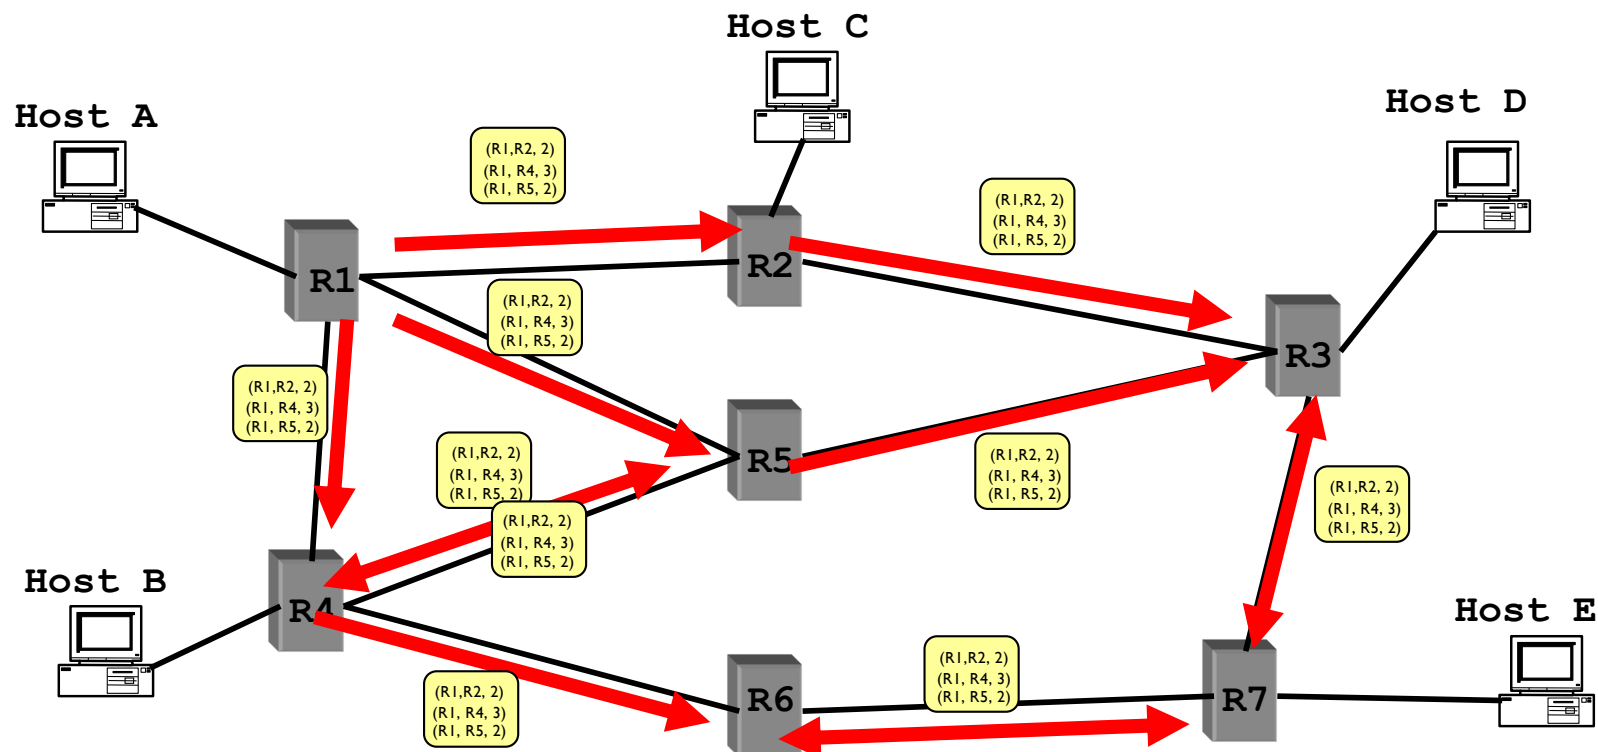 Host C
Host D
Host A
(R1,R2, 2)
(R1, R4, 3)
(R1, R5, 2)
(R1,R2, 2)
(R1, R4, 3)
(R1, R5, 2)
R2
R1
(R1,R2, 2)
(R1, R4, 3)
(R1, R5, 2)
R3
(R1,R2, 2)
(R1, R4, 3)
(R1, R5, 2)
(R1,R2, 2)
(R1, R4, 3)
(R1, R5, 2)
R5
(R1,R2, 2)
(R1, R4, 3)
(R1, R5, 2)
(R1,R2, 2)
(R1, R4, 3)
(R1, R5, 2)
(R1,R2, 2)
(R1, R4, 3)
(R1, R5, 2)
Host B
R4
Host E
(R1,R2, 2)
(R1, R4, 3)
(R1, R5, 2)
R6
(R1,R2, 2)
(R1, R4, 3)
(R1, R5, 2)
R7